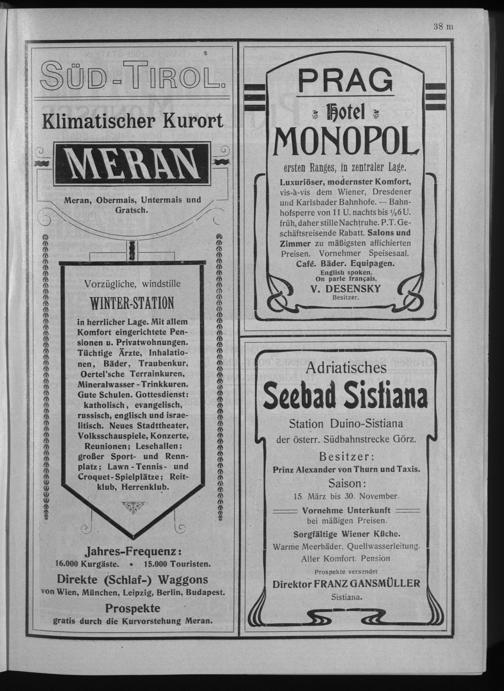 38 m
SÜD-TIROL.
Klimatischer Kurort
MERAN
Meran, Obermais, Untermais und
Gratsch.
Vorzügliche, windstille
WINTER-STATION
in herrlicher Lage. Mit allem
Komfort eingerichtete Pen-
sionen u. Privatwohnungen.
Tüchtige Ärzte, Inhalatio-
nen, Bäder, Traubenkur,
Oertel'sche Terrainkuren,
Mineralwasser-Trinkkuren.
Gute Schulen. Gottesdienst:
katholisch, evangelisch,
russisch, englisch und israe-
litisch. Neues Stadttheater,
Volksschauspiele, Konzerte,
Reunionen; Lesehallen:
großer Sport- und Renn-
platz; Lawn-Tennis- und
Croquet-Spielplätze; Reit-
klub, Herrenklub.
Jahres-Frequenz:
16.000 Kurgäste. • 15.000 Touristen.
Direkte (Schlaf-) Waggons
von Wien, München, Leipzig, Berlin, Budapest.
Prospekte
gratis durch die Kurvorstehung Meran.
PRAG
Hotel
MONOPOL
ersten Ranges, in zentraler Lage.
Luxuriöser, modernster Komfort,
vis-à-vis dem Wiener, Dresdener
und Karlsbader Bahnhofe. — Bahn-
hofsperre von 11 U. nachts bis 1/26 U.
früh, daher stille Nachtruhe. P.T. Ge-
schäftsreisende Rabatt. Salons und
Zimmer zu mäßigsten affichierten
Preisen. Vornehmer Speisesaal.
Café. Bäder. Equipagen.
English spoken.
On parle français.
V. DESENSKY
Besitzer.
Adriatisches
Seebad Sistiana
Station Duino-Sistiana
der österr. Südbahnstrecke Görz.
Besitzer:
Prinz Alexander von Thurn und Taxis.
Saison:
15. März bis 30. November
Vornehme Unterkunft
bei mäßigen Preisen.
Sorgfältige Wiener Küche.
Warme Meerbäder. Quellwasserleitung.
Aller Komfort. Pension
Prospekte versendet
Direktor FRANZ GANSMÜLLER
Sistiana.